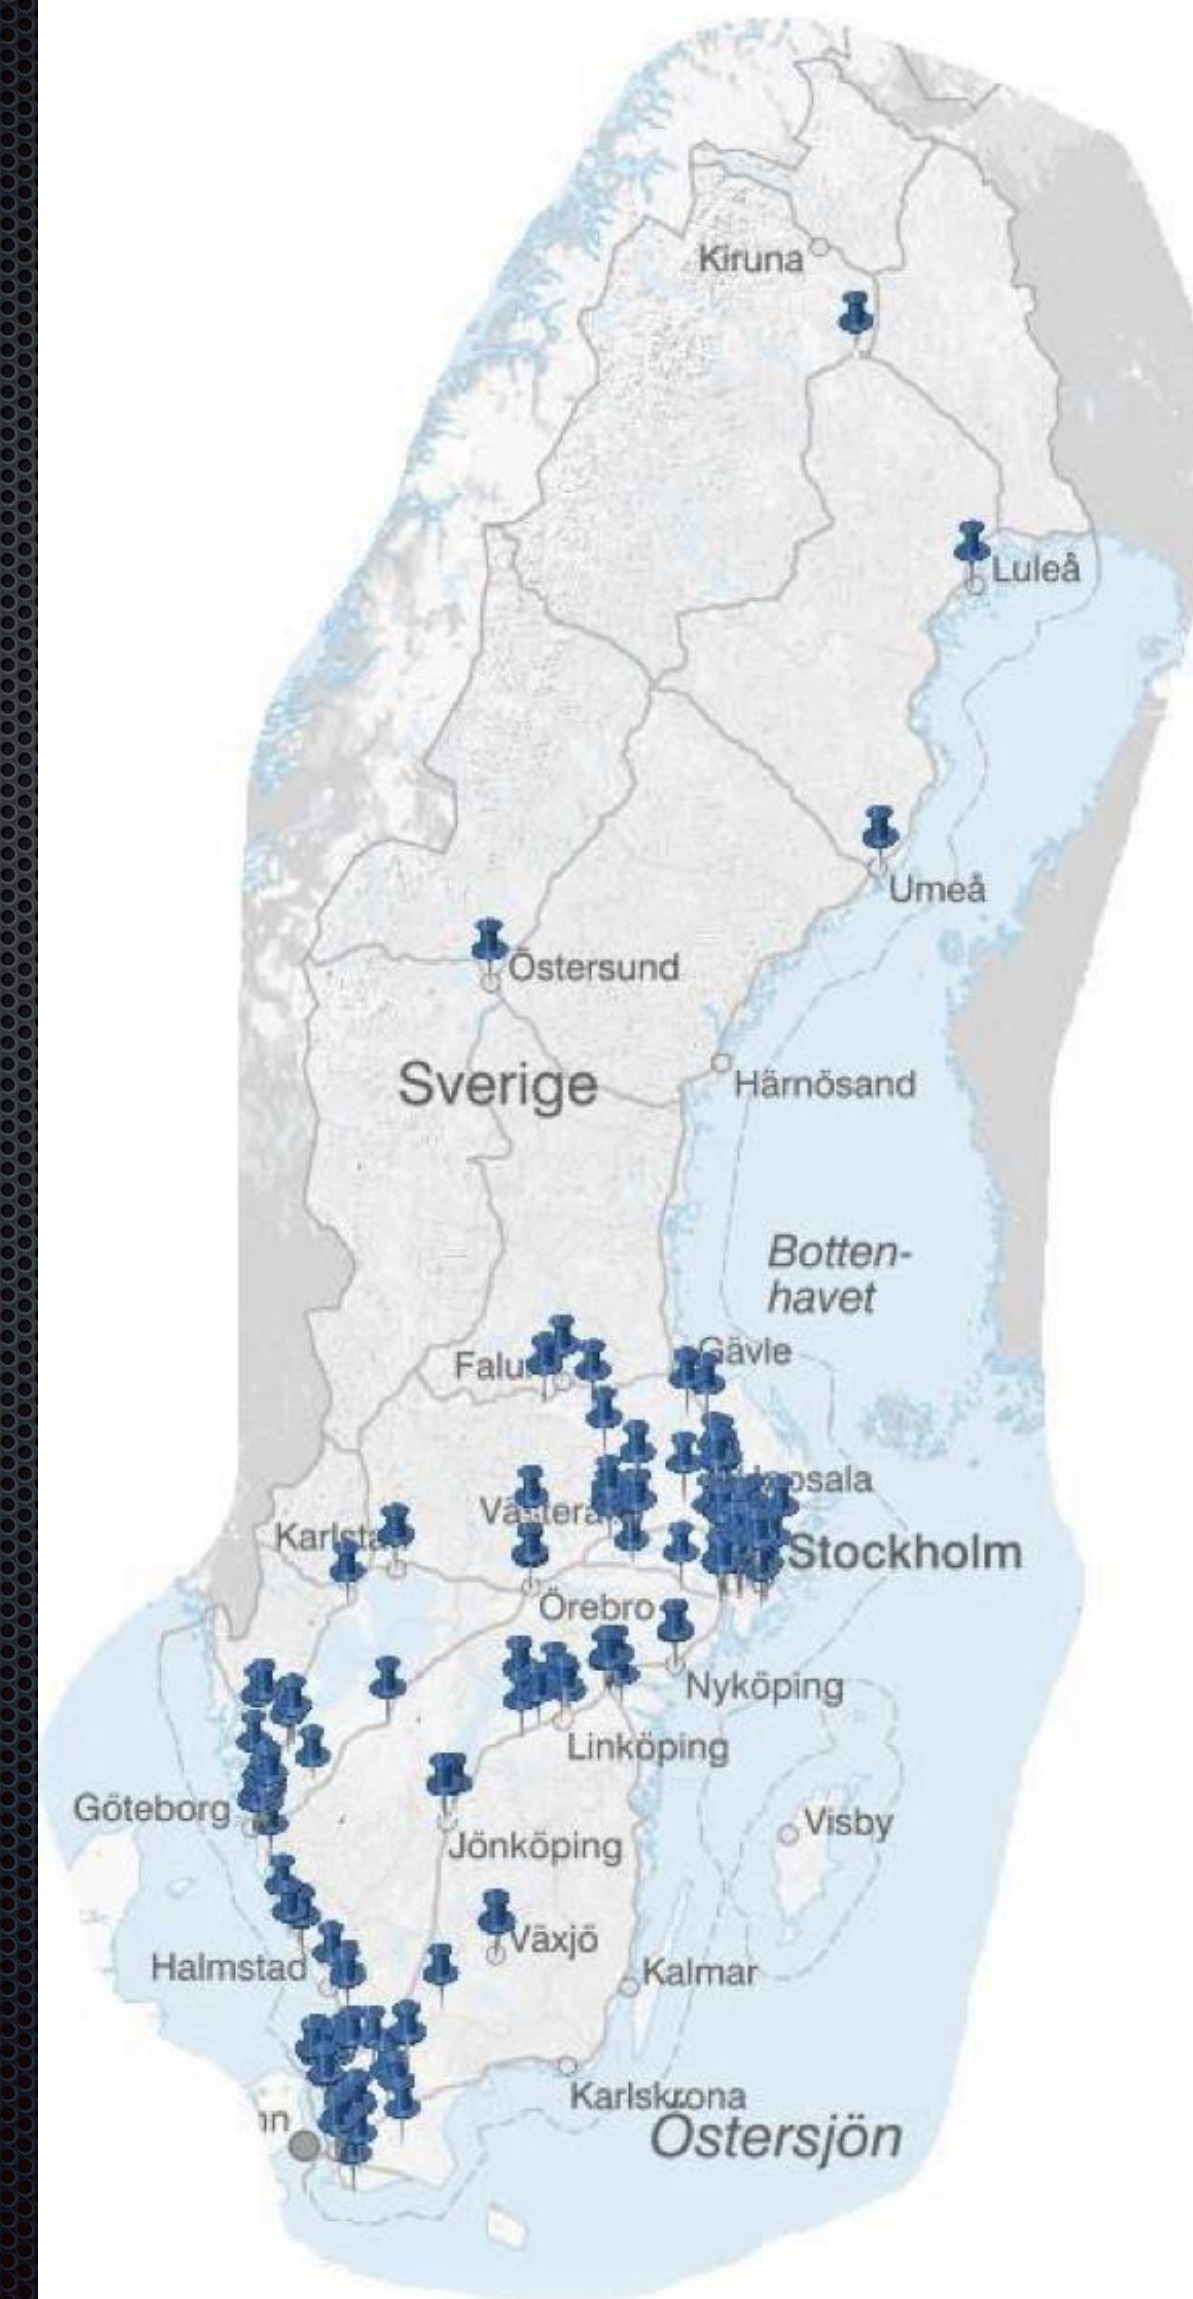 Kiruna
Luleå
Umeå
Östersund
Sverige
Härnösand
Botten-
havet
Gävle
Stockholm
Örebro
Nyköping
Linköping
Göteborg
Visby
Jönköping
Växjö
Halmstad
Kalmar
Karlskrona
Östersjön